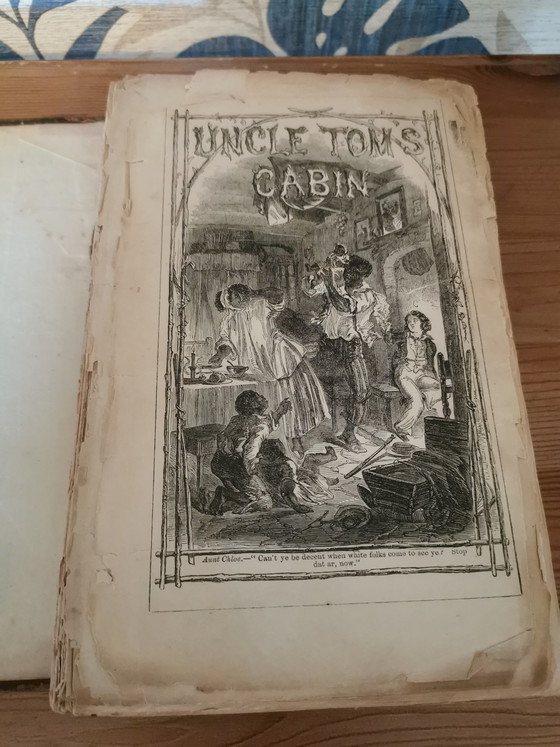 UNCLE TOM'S
CABIN
Aunt Chloe.—"Can't ye be decent when white folks come to see ye? Stop
dat ar, now."